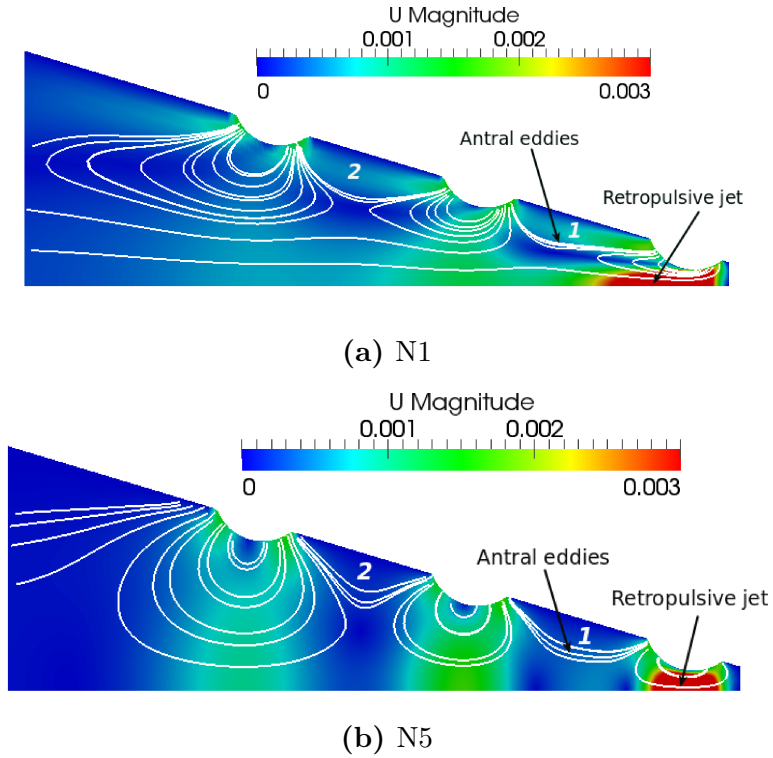 U Magnitude
0.001 0.002
0 0.003
Antral eddies
2
Retropulsive jet
1
(a) N1
U Magnitude
0.001 0.002
0 0.003
Antral eddies
2
Retropulsive jet
1
(b) N5